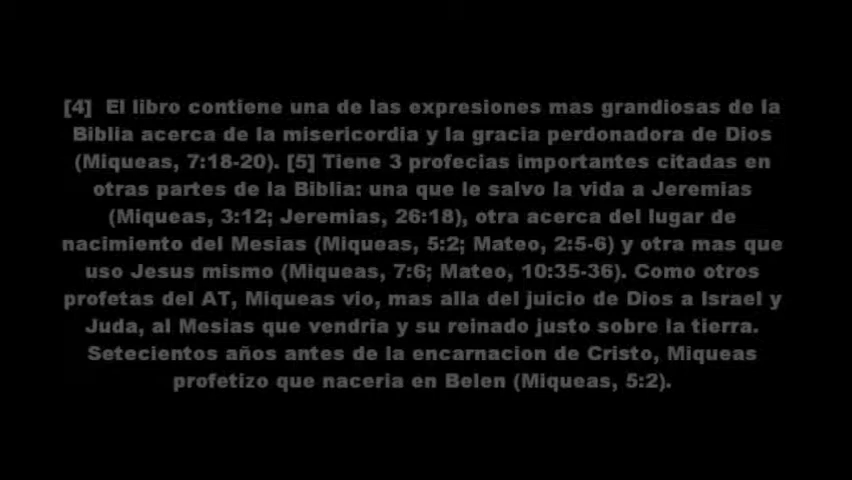 [4]  El libro contiene una de las expresiones mas grandiosas de la
Biblia acerca de la misericordia y la gracia perdonadora de Dios
(Miqueas, 7:18-20). [5] Tiene 3 profecias importantes citadas en
otras partes de la Biblia: una que le salvo la vida a Jeremias
(Miqueas, 3:12; Jeremias, 26:18), otra acerca del lugar de
nacimiento del Mesias (Miqueas, 5:2; Mateo, 2:5-6) y otra mas que
uso Jesus mismo (Miqueas, 7:6; Mateo, 10:35-36). Como otros
profetas del AT, Miqueas vio, mas alla del juicio de Dios a Israel y
Juda, al Mesias que vendria y su reinado justo sobre la tierra.
Setecientos años antes de la encarnacion de Cristo, Miqueas
profetizo que naceria en Belen (Miqueas, 5:2).